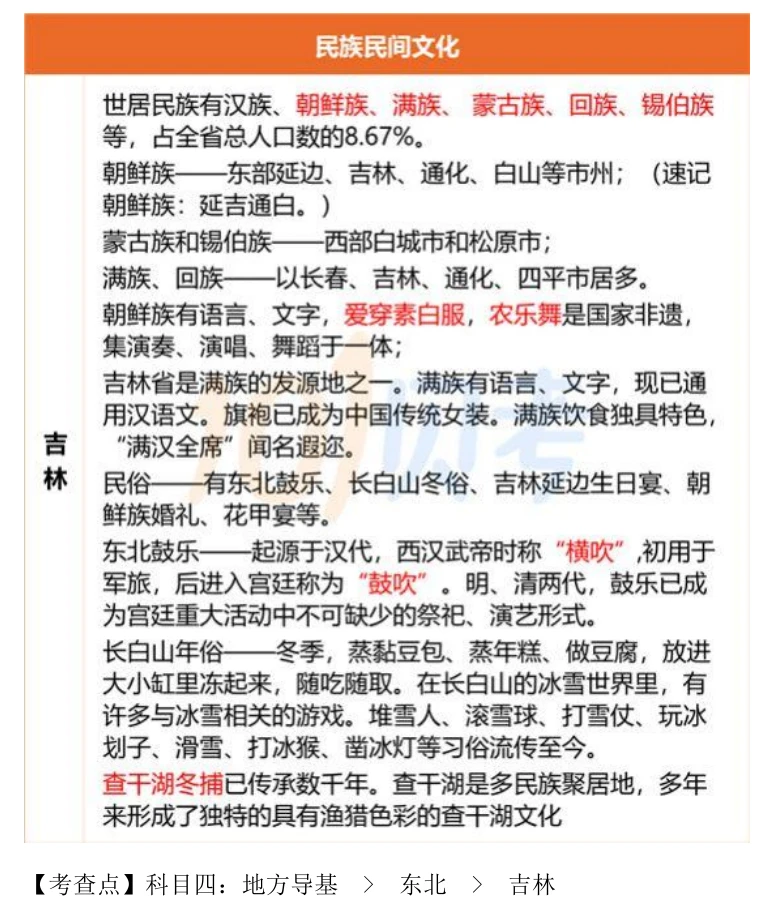 民族民间文化
世居民族有汉族、朝鲜族、满族、 蒙古族、回族、锡伯族
等，占全省总人口数的8.67%。
朝鲜族——东部延边、吉林、通化、白山等市州；（速记
朝鲜族：延吉通白。）
蒙古族和锡伯族——西部白城市和松原市；
满族、回族——以长春、吉林、通化、四平市居多。
朝鲜族有语言、文字，爱穿素白服，农乐舞是国家非遗，
集演奏、演唱、舞蹈于一体；
吉林省是满族的发源地之一。满族有语言、文字，现已通
用汉语文。旗袍已成为中国传统女装。满族饮食独具特色，
“满汉全席”闻名遐迩。
民俗——有东北鼓乐、长白山冬俗、吉林延边生日宴、朝
鲜族婚礼、花甲宴等。
东北鼓乐——起源于汉代，西汉武帝时称“横吹”,初用于
军旅，后进入宫廷称为“鼓吹”。明、清两代，鼓乐已成
为宫廷重大活动中不可缺少的祭祀、演艺形式。
长白山年俗——冬季，蒸黏豆包、蒸年糕、做豆腐，放进
大小缸里冻起来，随吃随取。在长白山的冰雪世界里，有
许多与冰雪相关的游戏。堆雪人、滚雪球、打雪仗、玩冰
划子、滑雪、打冰猴、凿冰灯等习俗流传至今。
查干湖冬捕已传承数千年。查干湖是多民族聚居地，多年
来形成了独特的具有渔猎色彩的查干湖文化
吉
林
【考查点】科目四：地方导基 > 东北 > 吉林